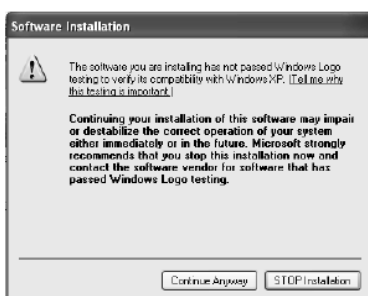 Software Installation
The software you are installing has not passed Windows Logo
testing to verify its compatibility with Windows XP. (Tell me why
this testing is important.)
Continuing your installation of this software may impair
or destabilize the correct operation of your system
either immediately or in the future. Microsoft strongly
recommends that you stop this installation now and
contact the software vendor for software that has
passed Windows Logo testing.
Continue Anyway
STOP Installation